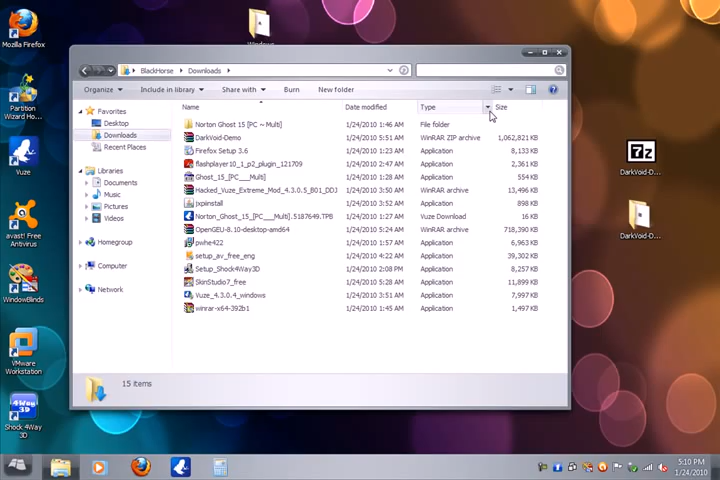 Mozilla Firefox
Partition
Wizard Ho...
Vuze
avast! Free
Antivirus
WindowBlinds
VMware
Workstation
Shock 4Way
3D
Windows
BlackHorse
Downloads
Organize
Include in library
Share with
Burn
New folder
Favorites
Desktop
Downloads
Recent Places
Libraries
Documents
Music
Pictures
Videos
Homegroup
Computer
Network
Name Date modified Type Size
Norton Ghost 15 [PC ~ Multi] 1/24/2010 1:46 AM File folder
DarkVoid-Demo 1/24/2010 5:51 AM WinRAR ZIP archive 1,062,821 KB
Firefox Setup 3.6 1/24/2010 1:23 AM Application 8,133 KB
flashplayer10_1_p2_plugin_121709 1/24/2010 2:47 AM Application 2,361 KB
Ghost_15_[PC___Multi] 1/24/2010 1:28 AM Application 554 KB
Hacked_Vuze_Extreme_Mod_4.3.0.5_B01_DDJ 1/24/2010 3:51 AM WinRAR archive 13,496 KB
jxpiinstall 1/24/2010 3:52 AM Application 898 KB
Norton_Ghost_15_[PC___Multi].5187649.TPB 1/24/2010 1:27 AM Vuze Download 16 KB
OpenGEU-8.10-desktop-amd64 1/24/2010 5:24 AM WinRAR archive 718,390 KB
pwhe422 1/24/2010 1:57 AM Application 6,963 KB
setup_av_free_eng 1/24/2010 4:22 AM Application 39,302 KB
Setup_Shock4Way3D 1/24/2010 2:08 PM Application 8,257 KB
SkinStudio7_free 1/24/2010 5:28 AM Application 11,899 KB
Vuze_4.3.0.4_windows 1/24/2010 3:51 AM Application 7,997 KB
winrar-x64-392b1 1/24/2010 1:45 AM Application 1,497 KB
15 items
7z
DarkVoid-D...
DarkVoid-D...
5:10 PM
1/24/2010